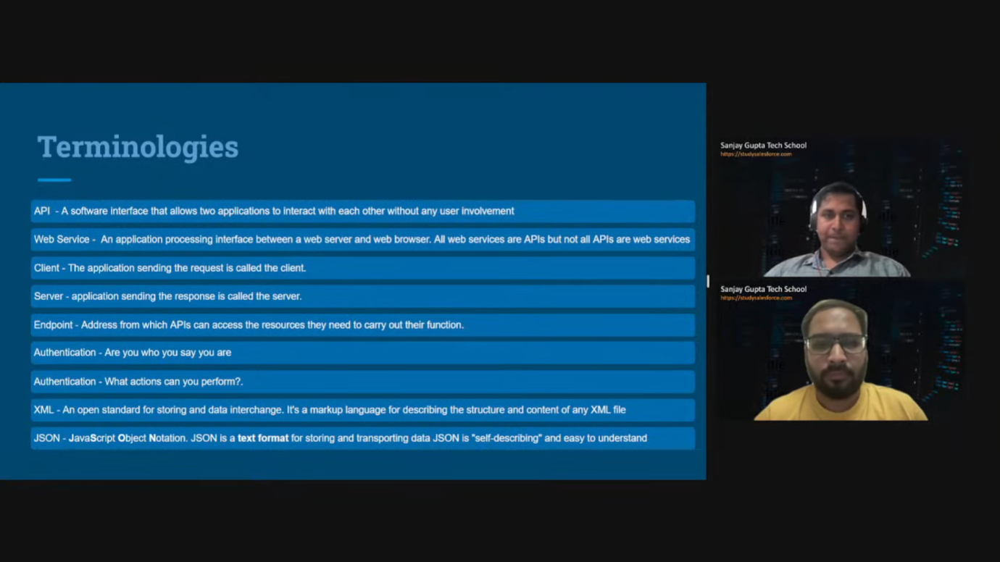 Terminologies
API - A software interface that allows two applications to interact with each other without any user involvement
Web Service - An application processing interface between a web server and web browser. All web services are APIs but not all APIs are web services
Client - The application sending the request is called the client.
Server - application sending the response is called the server.
Endpoint - Address from which APIs can access the resources they need to carry out their function.
Authentication - Are you who you say you are
Authentication - What actions can you perform?.
XML - An open standard for storing and data interchange. It's a markup language for describing the structure and content of any XML file
JSON - JavaScript Object Notation. JSON is a text format for storing and transporting data JSON is "self-describing" and easy to understand
Sanjay Gupta Tech School
https://studysalesforce.com
Sanjay Gupta Tech School
https://studysalesforce.com